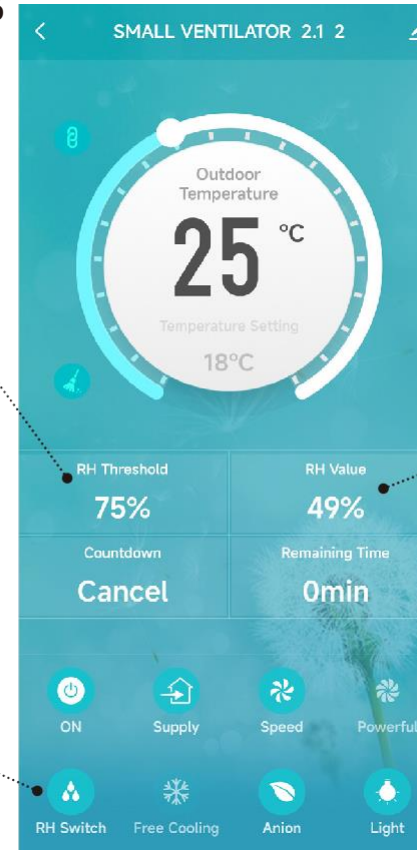 SMALL VENTILATOR 2.1 2
Outdoor
Temperature
25 °C
Temperature Setting
18°C
RH Threshold
75%
RH Value
49%
Countdown
Cancel
Remaining Time
0min
ON
Supply
Speed
Powerful
RH Switch
Free Cooling
Anion
Light